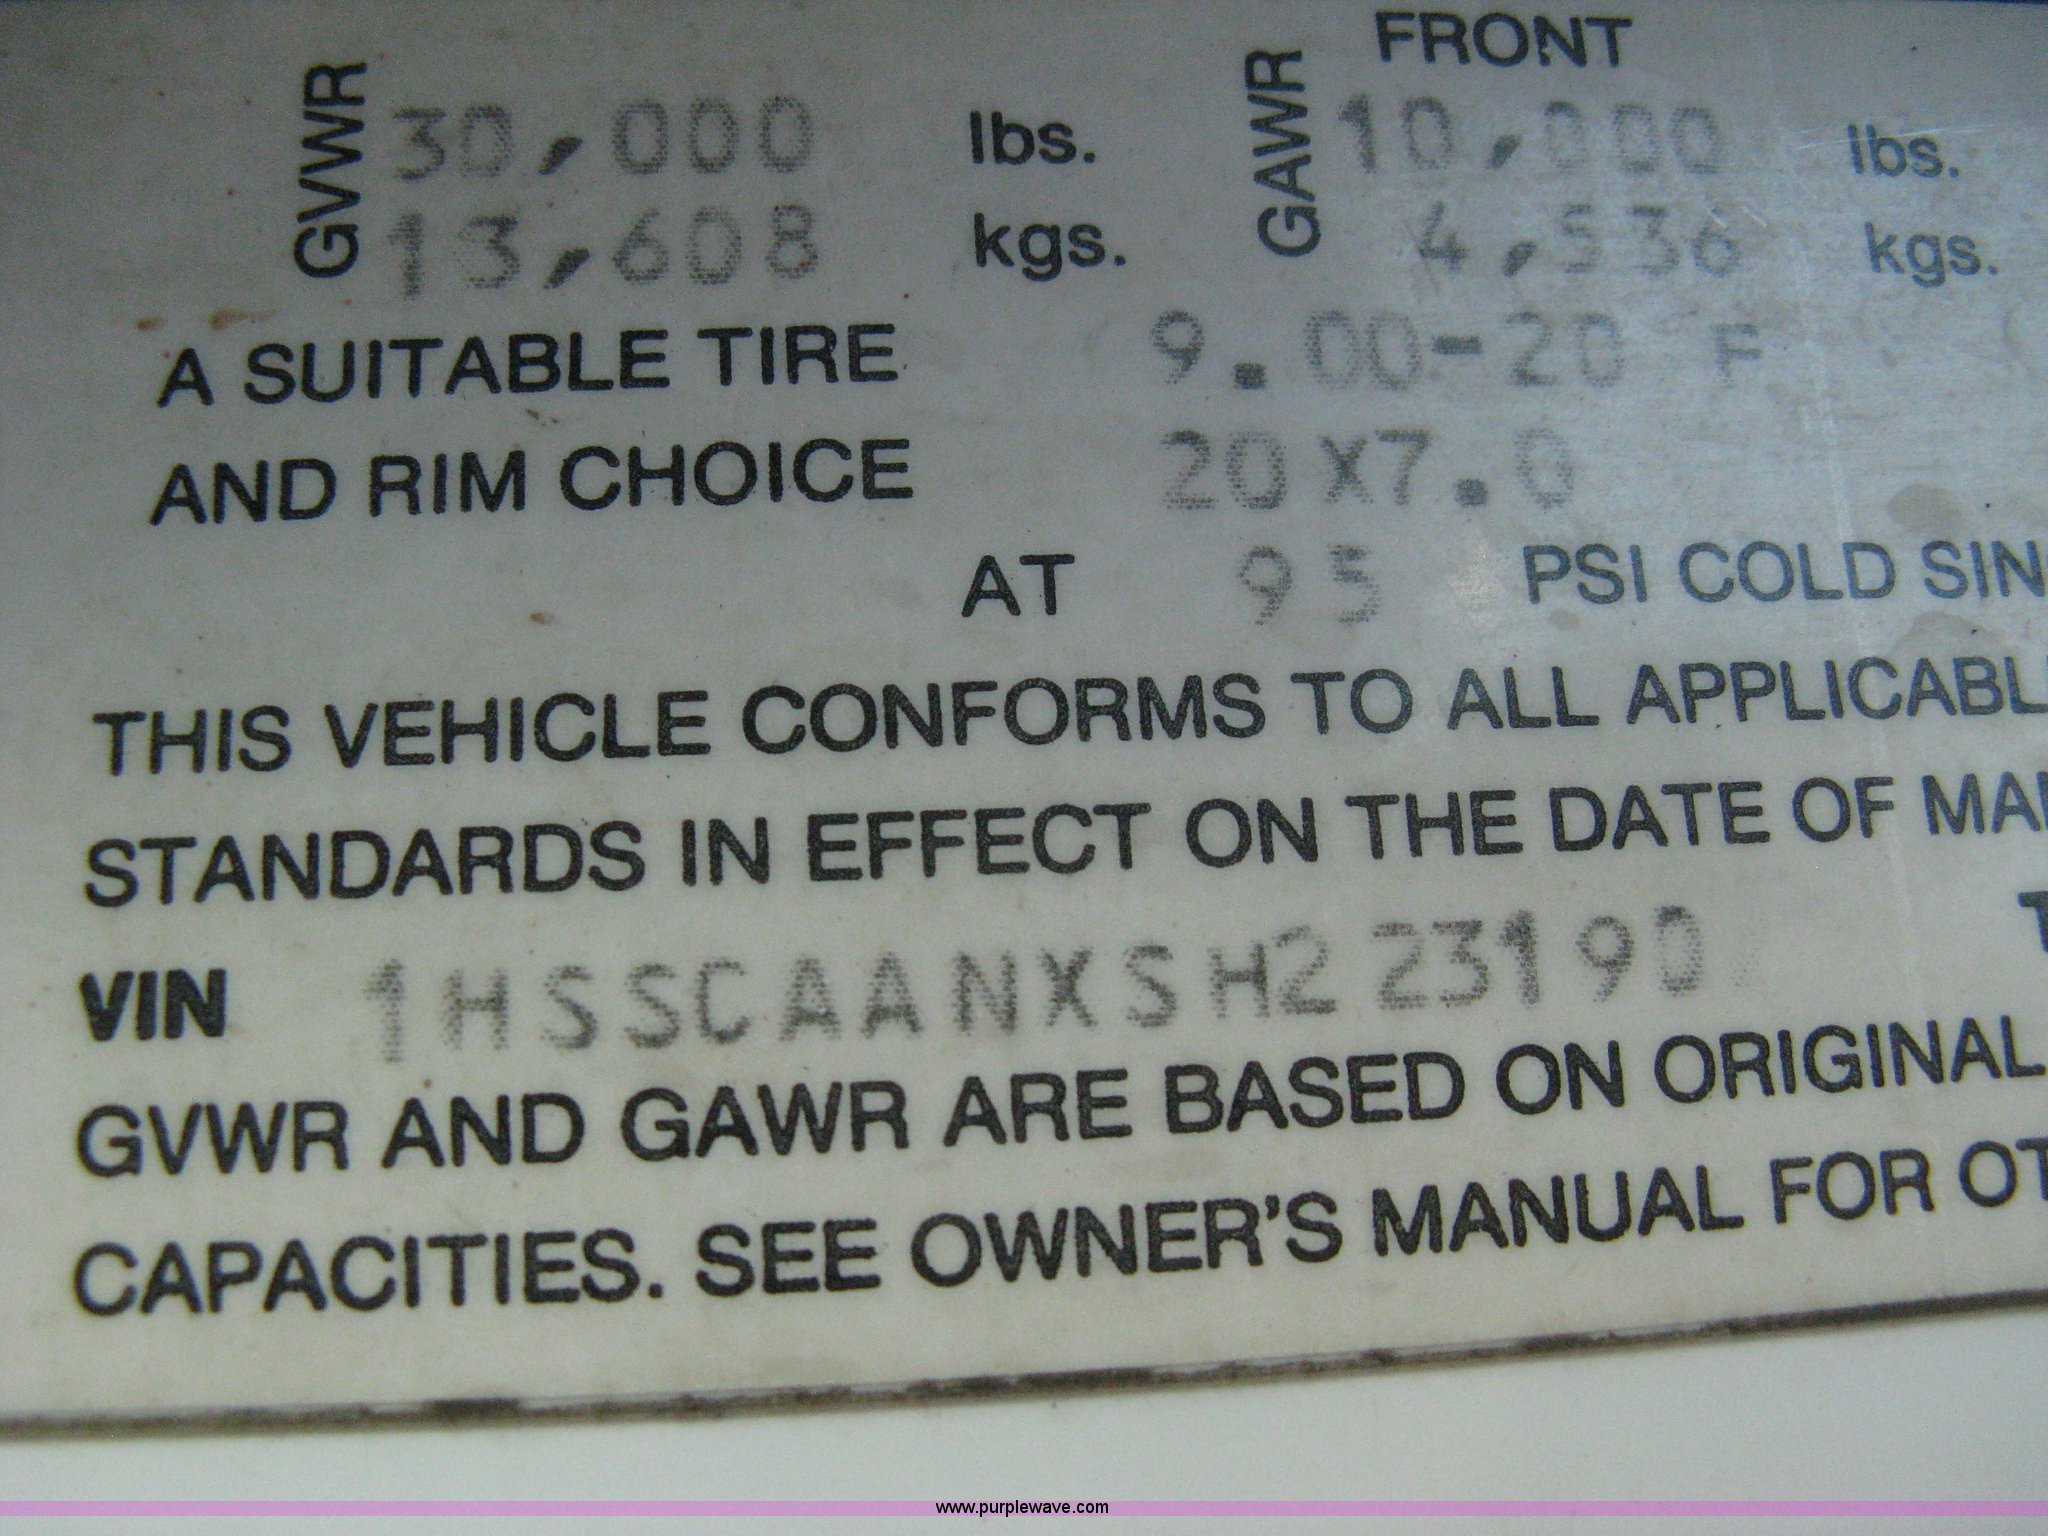 FRONT
GVWR 30,000 lbs. GAWR 10,000 lbs.
13,608 kgs. 4,536 kgs.
A SUITABLE TIRE 9.00-20 F
AND RIM CHOICE 20X7.0
AT 95 PSI COLD SIN
THIS VEHICLE CONFORMS TO ALL APPLICABL
STANDARDS IN EFFECT ON THE DATE OF MA
VIN 1HSSCAANXSH223190
GVWR AND GAWR ARE BASED ON ORIGINAL
CAPACITIES. SEE OWNER'S MANUAL FOR OT
www.purplewave.com